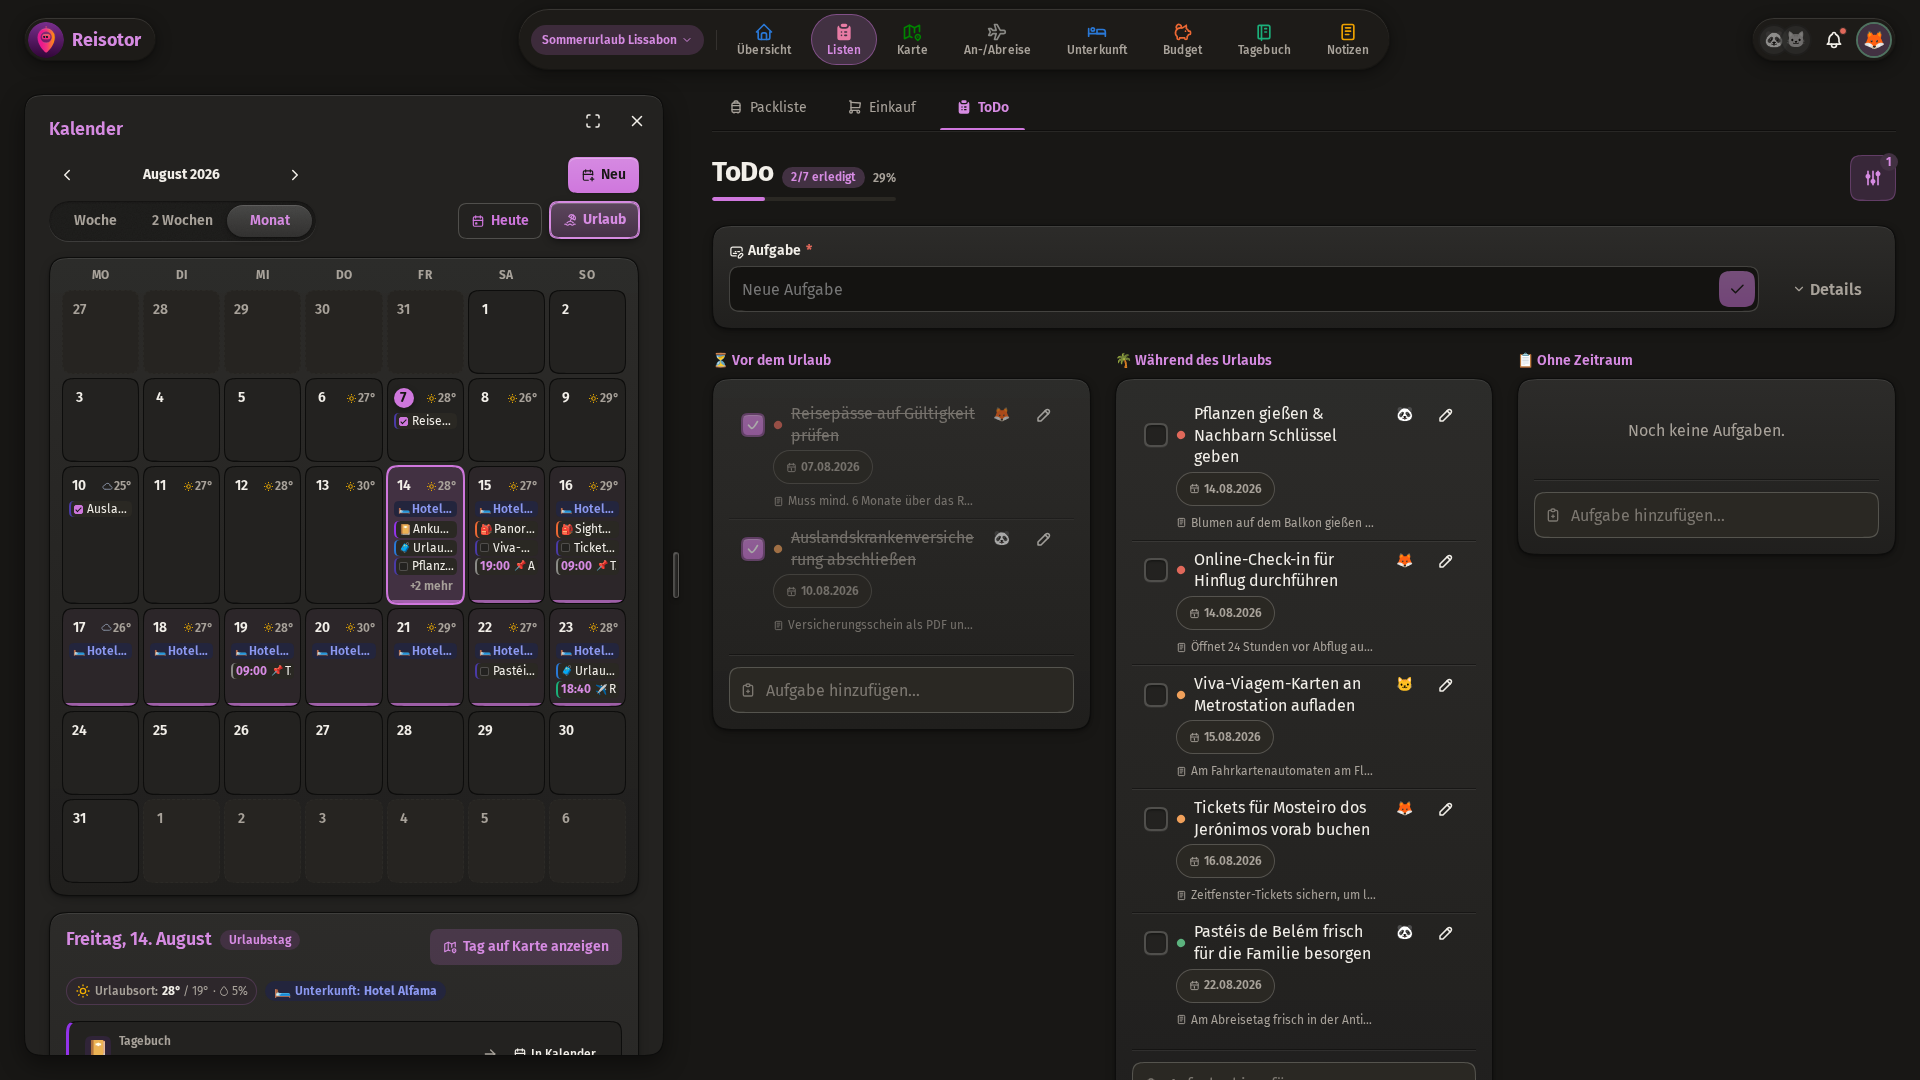 Reisotor
Sommerurlaub Lissabon
Übersicht
Listen
Karte
An-/Abreise
Unterkunft
Budget
Tagebuch
Notizen
Kalender
August 2026
Neu
Woche
2 Wochen
Monat
Heute
Urlaub
MO DI MI DO FR SA SO
27 28 29 30 31 1 2
3 4 5 6 27° 7 28° 8 26° 9 29°
Reise...
10 25° 11 27° 12 28° 13 30° 14 28° 15 27° 16 29°
Ausla... Hotel... Hotel... Hotel...
Anku... Panor... Sight...
Urlau... Viva-... Ticket...
Pflanz... 19:00 A 09:00 T
+2 mehr
17 26° 18 27° 19 28° 20 30° 21 29° 22 27° 23 28°
Hotel... Hotel... Hotel... Hotel... Hotel... Hotel... Hotel...
09:00 T Pastéi... Urlau...
18:40 R
24 25 26 27 28 29 30
31 1 2 3 4 5 6
Freitag, 14. August Urlaubstag
Tag auf Karte anzeigen
Urlaubsort: 28° / 19° · 5%
Unterkunft: Hotel Alfama
Tagebuch
In Kalender
Packliste
Einkauf
ToDo
ToDo 2/7 erledigt 29%
1
Aufgabe *
Neue Aufgabe
Details
Vor dem Urlaub
Reisepässe auf Gültigkeit
prüfen
07.08.2026
Muss mind. 6 Monate über das R...
Auslandskrankenversiche
rung abschließen
10.08.2026
Versicherungsschein als PDF un...
Aufgabe hinzufügen...
Während des Urlaubs
Pflanzen gießen &
Nachbarn Schlüssel
geben
14.08.2026
Blumen auf dem Balkon gießen ...
Online-Check-in für
Hinflug durchführen
14.08.2026
Öffnet 24 Stunden vor Abflug au...
Viva-Viagem-Karten an
Metrostation aufladen
15.08.2026
Am Fahrkartenautomaten am Fl...
Tickets für Mosteiro dos
Jerónimos vorab buchen
16.08.2026
Zeitfenster-Tickets sichern, um l...
Pastéis de Belém frisch
für die Familie besorgen
22.08.2026
Am Abreisetag frisch in der Anti...
Ohne Zeitraum
Noch keine Aufgaben.
Aufgabe hinzufügen...